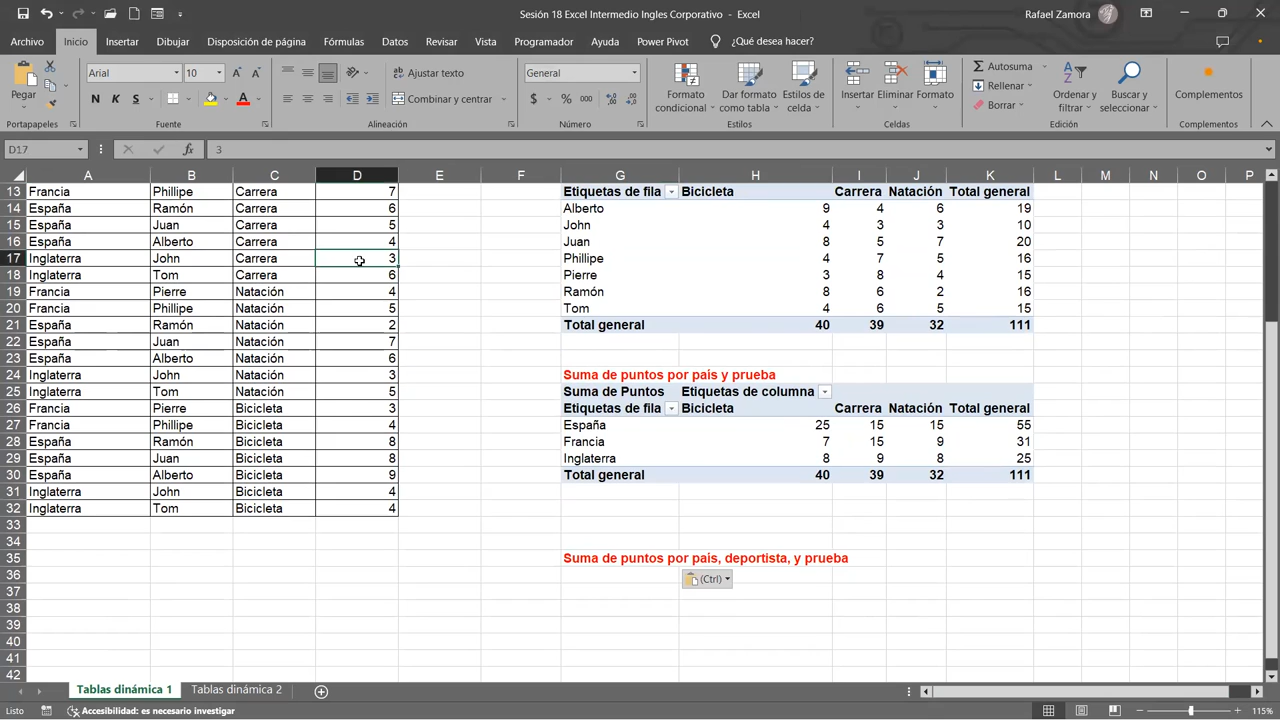 Sesión 18 Excel Intermedio Ingles Corporativo - Excel
Rafael Zamora
Archivo Inicio Insertar Dibujar Disposición de página Fórmulas Datos Revisar Vista Programador Ayuda Power Pivot ¿Qué desea hacer?
Pegar
Portapapeles
Arial 10
N K S
Fuente
Ajustar texto
Combinar y centrar
Alineación
General
$ % 000
Número
Formato condicional
Dar formato como tabla
Estilos de celda
Estilos
Insertar Eliminar Formato
Celdas
Autosuma
Rellenar
Borrar
Ordenar y filtrar
Buscar y seleccionar
Edición
Complementos
Complementos
D17 fx 3
A B C D E F G H I J K L M N O P
13 Francia Phillipe Carrera 7 Etiquetas de fila Bicicleta Carrera Natación Total general
14 España Ramón Carrera 6 Alberto 9 4 6 19
15 España Juan Carrera 5 John 4 3 3 10
16 España Alberto Carrera 4 Juan 8 5 7 20
17 Inglaterra John Carrera 3 Phillipe 4 7 5 16
18 Inglaterra Tom Carrera 6 Pierre 3 8 4 15
19 Francia Pierre Natación 4 Ramón 8 6 2 16
20 Francia Phillipe Natación 5 Tom 4 6 5 15
21 España Ramón Natación 2 Total general 40 39 32 111
22 España Juan Natación 7
23 España Alberto Natación 6
24 Inglaterra John Natación 3 Suma de puntos por pais y prueba
25 Inglaterra Tom Natación 5 Suma de Puntos Etiquetas de columna
26 Francia Pierre Bicicleta 3 Etiquetas de fila Bicicleta Carrera Natación Total general
27 Francia Phillipe Bicicleta 4 España 25 15 15 55
28 España Ramón Bicicleta 8 Francia 7 15 9 31
29 España Juan Bicicleta 8 Inglaterra 8 9 8 25
30 España Alberto Bicicleta 9 Total general 40 39 32 111
31 Inglaterra John Bicicleta 4
32 Inglaterra Tom Bicicleta 4
33
34
35 Suma de puntos por pais, deportista, y prueba
36 (Ctrl)
37
38
39
40
41
42
Tablas dinámica 1 Tablas dinámica 2
Listo Accesibilidad: es necesario investigar 115%